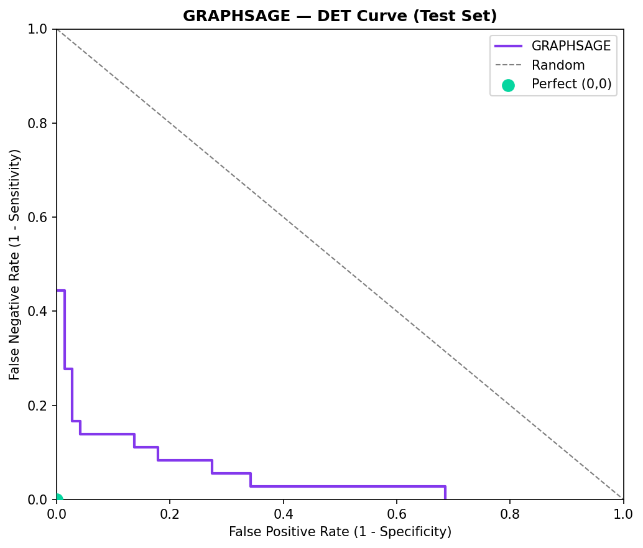 GRAPHSAGE — DET Curve (Test Set)
GRAPHSAGE
Random
Perfect (0,0)
False Negative Rate (1 - Sensitivity)
1.0
0.8
0.6
0.4
0.2
0.0
0.0 0.2 0.4 0.6 0.8 1.0
False Positive Rate (1 - Specificity)